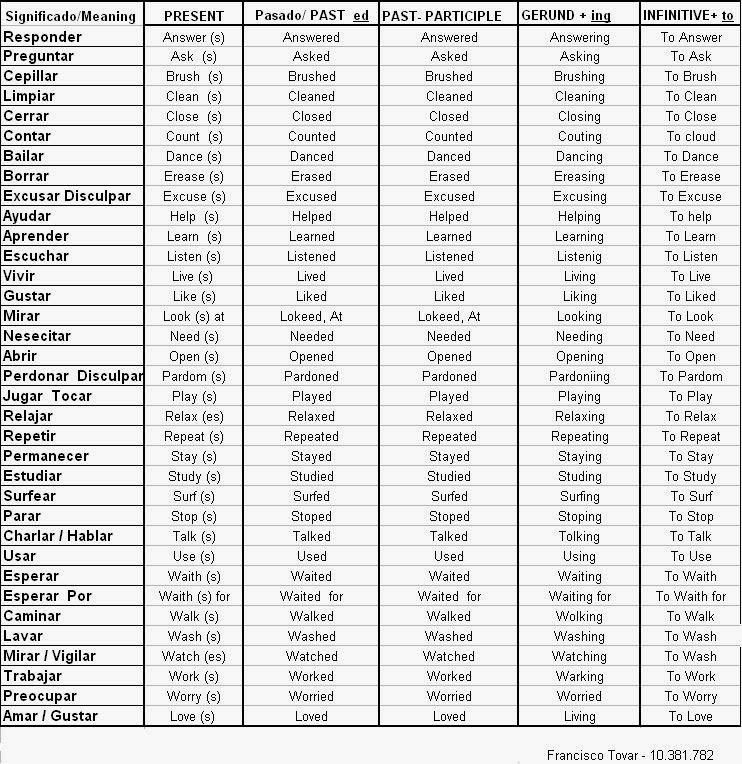 Significado/Meaning PRESENT Pasado/ PAST ed PAST- PARTICIPLE GERUND + ing INFINITIVE+ to
Responder Answer (s) Answered Answered Answering To Answer
Preguntar Ask (s) Asked Asked Asking To Ask
Cepillar Brush (s) Brushed Brushed Brushing To Brush
Limpiar Clean (s) Cleaned Cleaned Cleaning To Clean
Cerrar Close (s) Closed Closed Closing To Close
Contar Count (s) Counted Counted Couting To cloud
Bailar Dance (s) Danced Danced Dancing To Dance
Borrar Erease (s) Erased Erased Ereasing To Erease
Excusar Disculpar Excuse (s) Excused Excused Excusing To Excuse
Ayudar Help (s) Helped Helped Helping To help
Aprender Learn (s) Learned Learned Learning To Learn
Escuchar Listen (s) Listened Listened Listenig To Listen
Vivir Live (s) Lived Lived Living To Live
Gustar Like (s) Liked Liked Liking To Liked
Mirar Look (s) at Lokeed, At Lokeed, At Looking To Look
Nesecitar Need (s) Needed Needed Needing To Need
Abrir Open (s) Opened Opened Opening To Open
Perdonar Disculpar Pardom (s) Pardoned Pardoned Pardoniing To Pardom
Jugar Tocar Play (s) Played Played Playing To Play
Relajar Relax (es) Relaxed Relaxed Relaxing To Relax
Repetir Repeat (s) Repeated Repeated Repeating To Repeat
Permanecer Stay (s) Stayed Stayed Staying To Stay
Estudiar Study (s) Studied Studied Studing To Study
Surfear Surf (s) Surfed Surfed Surfing To Surf
Parar Stop (s) Stoped Stoped Stoping To Stop
Charlar / Hablar Talk (s) Talked Talked Tolking To Talk
Usar Use (s) Used Used Using To Use
Esperar Waith (s) Waited Waited Waiting To Waith
Esperar Por Waith (s) for Waited for Waited for Waiting for To Waith for
Caminar Walk (s) Walked Walked Wolking To Walk
Lavar Wash (s) Washed Washed Washing To Wash
Mirar / Vigilar Watch (es) Watched Watched Watching To Wash
Trabajar Work (s) Worked Worked Warking To Work
Preocupar Worry (s) Worried Worried Worried To Worry
Amar / Gustar Love (s) Loved Loved Living To Love
Francisco Tovar - 10.381.782